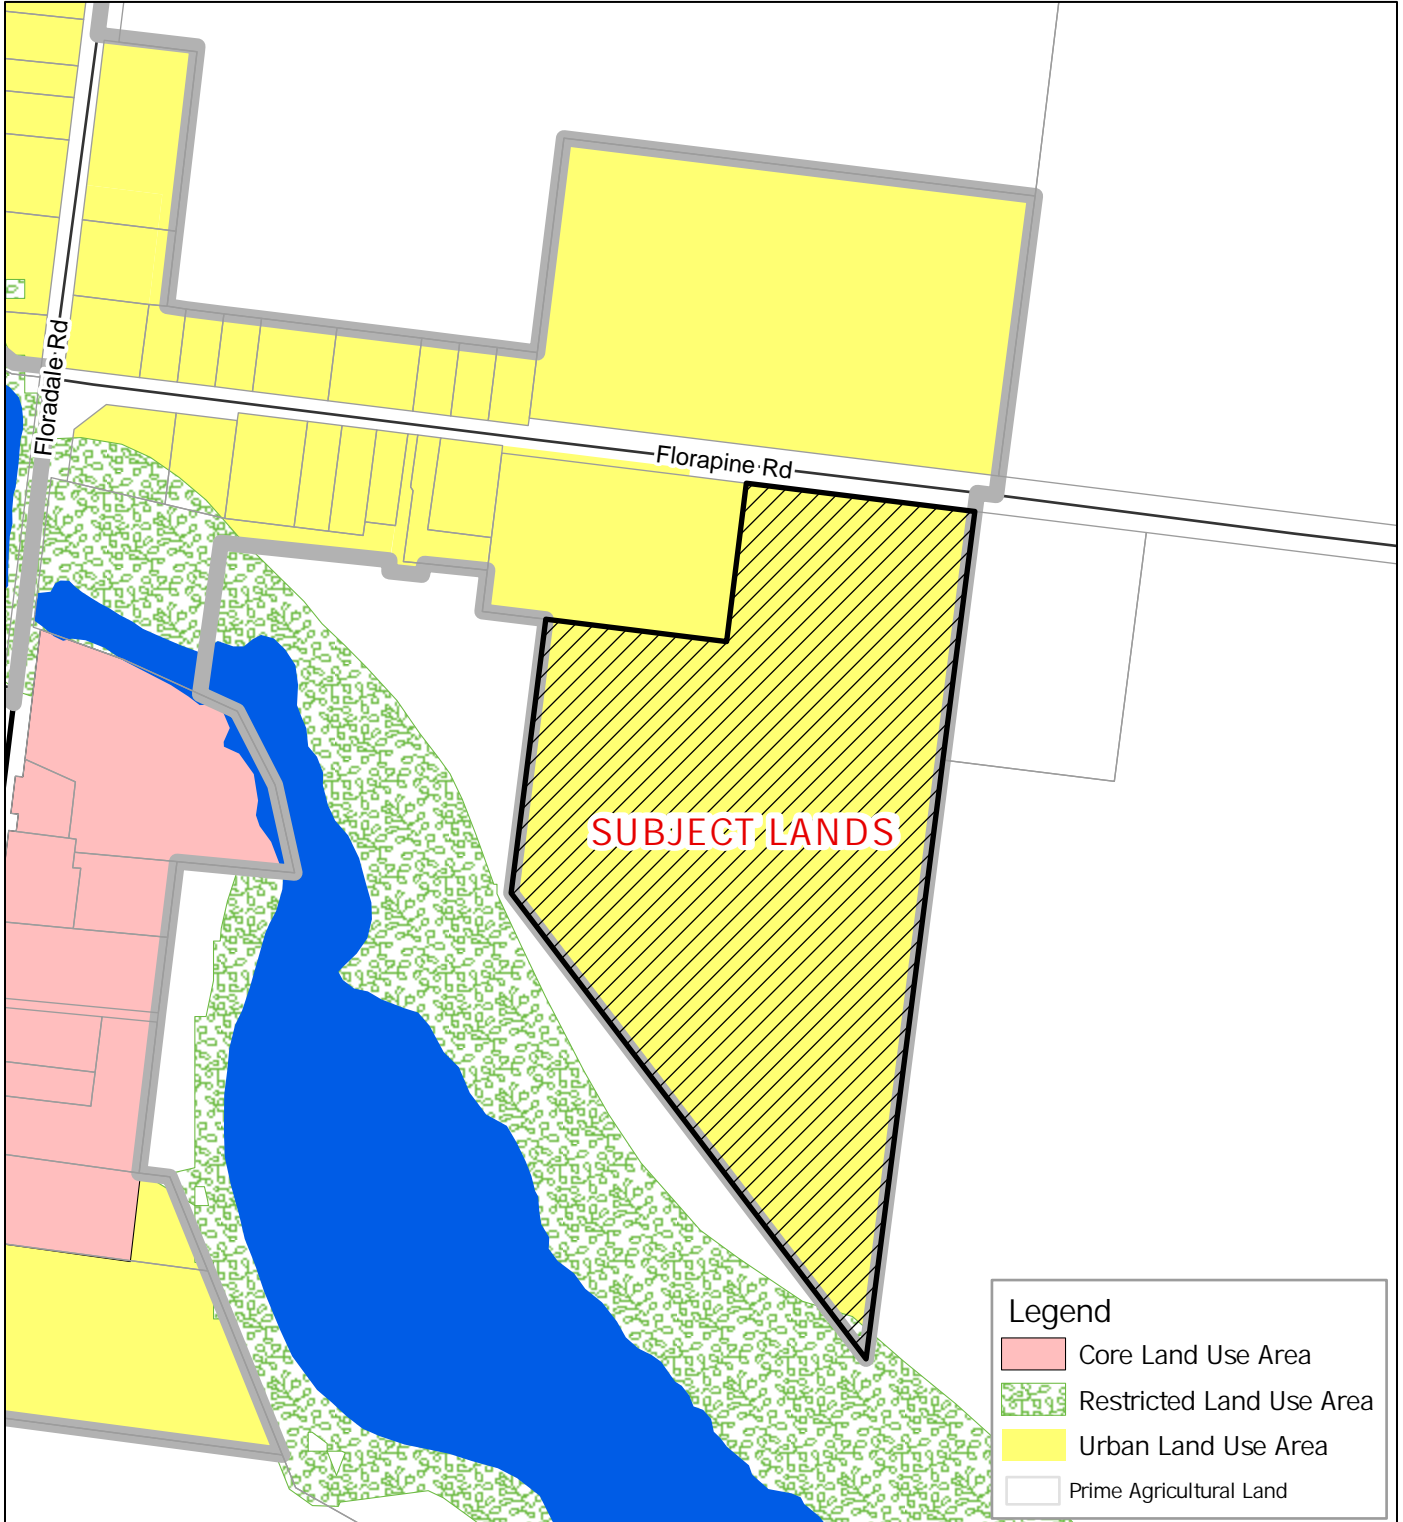 Floradale Rd
Florapine Rd
SUBJECT LANDS
Legend
Core Land Use Area
Restricted Land Use Area
Urban Land Use Area
Prime Agricultural Land